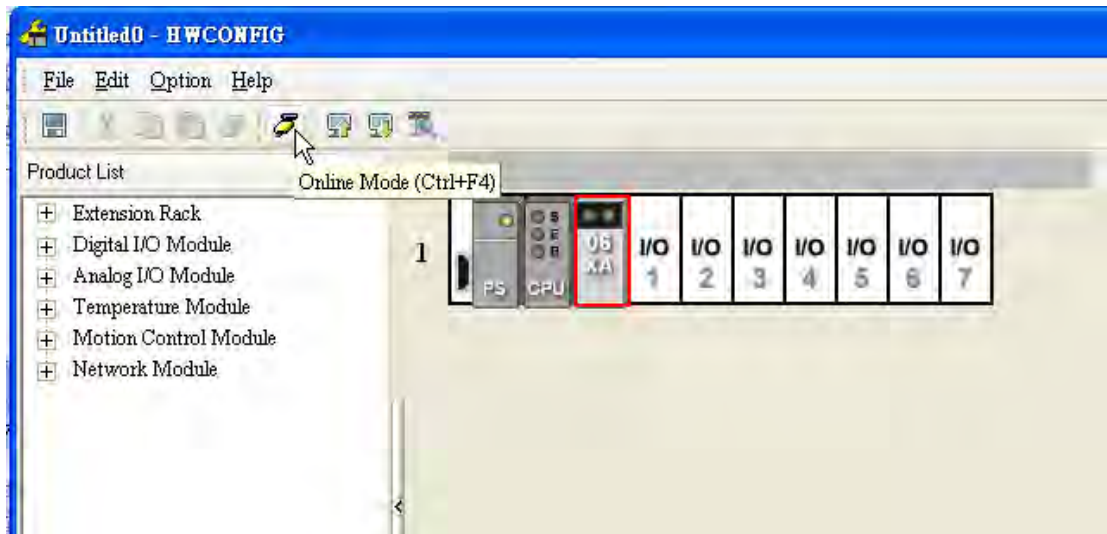 Untitled0 - HWCONFIG
File Edit Option Help
Product List
Online Mode (Ctrl+F4)
Extension Rack
Digital I/O Module
Analog I/O Module
Temperature Module
Motion Control Module
Network Module
1
PS
CPU
06
XA
I/O
1
I/O
2
I/O
3
I/O
4
I/O
5
I/O
6
I/O
7